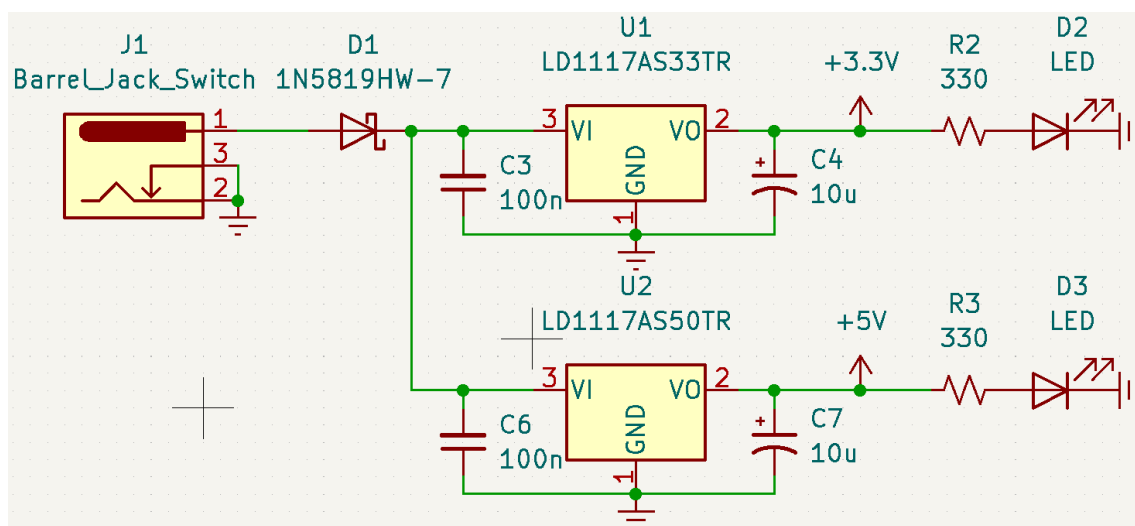 J1
Barrel_Jack_Switch
1
3
2
D1
1N5819HW-7
U1
LD1117AS33TR
3
VI
VO
2
GND
1
C3
100n
C4
10u
+3.3V
R2
330
D2
LED
U2
LD1117AS50TR
3
VI
VO
2
GND
1
C6
100n
C7
10u
+5V
R3
330
D3
LED